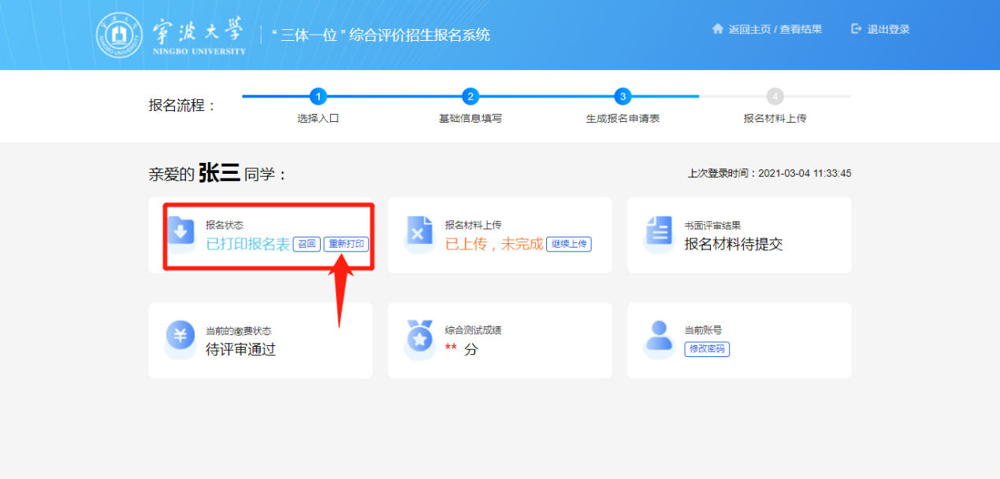 宁波大学
NINGBO UNIVERSITY
“三体一位”综合评价招生报名系统
返回主页 / 查看结果
退出登录
报名流程：
1
2
3
4
选择入口
基础信息填写
生成报名申请表
报名材料上传
亲爱的 张三 同学：
上次登录时间：2021-03-04 11:33:45
报名状态
已打印报名表 召回 重新打印
报名材料上传
已上传，未完成 继续上传
书面评审结果
报名材料待提交
当前的缴费状态
待评审通过
综合测试成绩
** 分
当前账号
修改密码